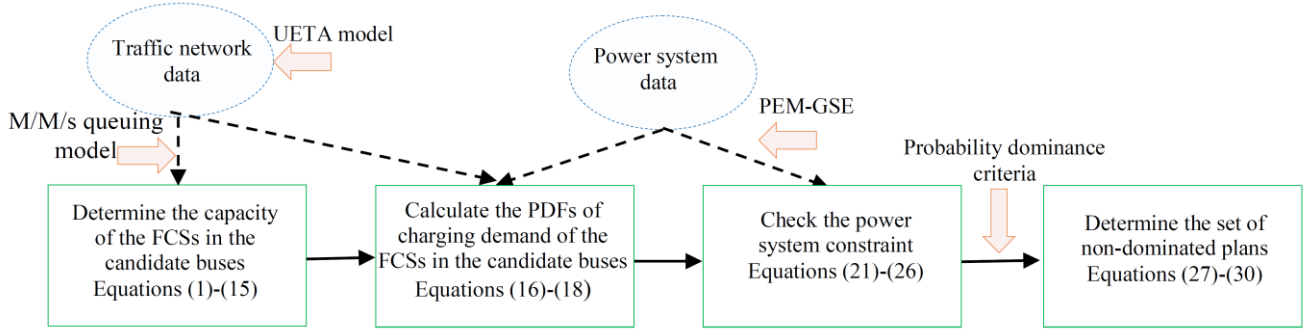 Traffic network
data
UETA model
Power system
data
M/M/s queuing
model
PEM-GSE
Probability dominance
criteria
Determine the capacity
of the FCSs in the
candidate buses
Equations (1)-(15)
Calculate the PDFs of
charging demand of the
FCSs in the candidate buses
Equations (16)-(18)
Check the power
system constraint
Equations (21)-(26)
Determine the set of
non-dominated plans
Equations (27)-(30)